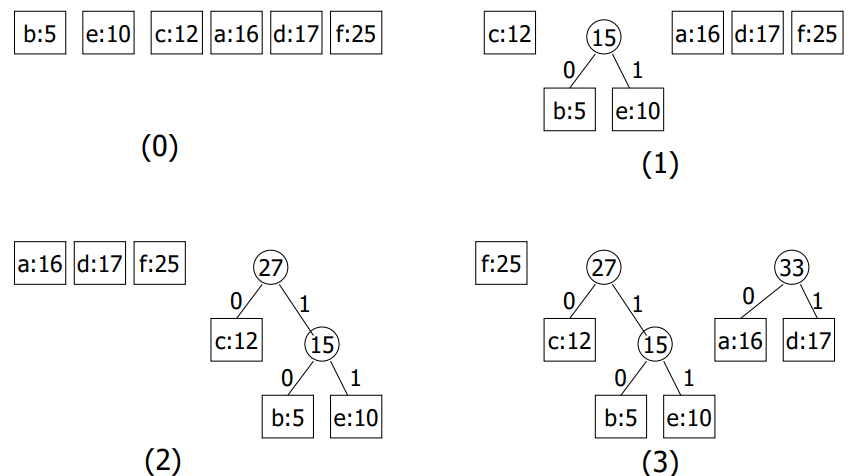 b:5 e:10 c:12 a:16 d:17 f:25
(0)
c:12 15 a:16 d:17 f:25
0 1
b:5 e:10
(1)
a:16 d:17 f:25 27
0 1
c:12 15
0 1
b:5 e:10
(2)
f:25 27 33
0 1 0 1
c:12 15 a:16 d:17
0 1
b:5 e:10
(3)